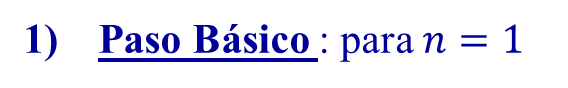 1) Paso Básico : para n = 1